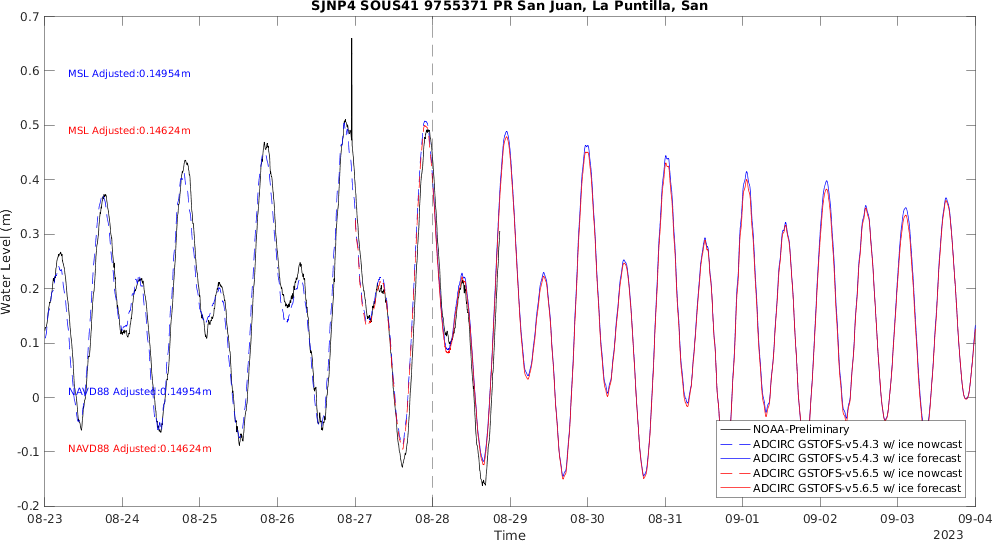 SJNP4 SOUS41 9755371 PR San Juan, La Puntilla, San
0.7
0.6
0.5
0.4
0.3
0.2
0.1
0
-0.1
-0.2
Water Level (m)
MSL Adjusted:0.14954m
MSL Adjusted:0.14624m
NAVD88 Adjusted:0.14954m
NAVD88 Adjusted:0.14624m
NOAA-Preliminary
ADCIRC GSTOFS-v5.4.3 w/ ice nowcast
ADCIRC GSTOFS-v5.4.3 w/ ice forecast
ADCIRC GSTOFS-v5.6.5 w/ ice nowcast
ADCIRC GSTOFS-v5.6.5 w/ ice forecast
08-23 08-24 08-25 08-26 08-27 08-28 08-29 08-30 08-31 09-01 09-02 09-03 09-04
Time
2023